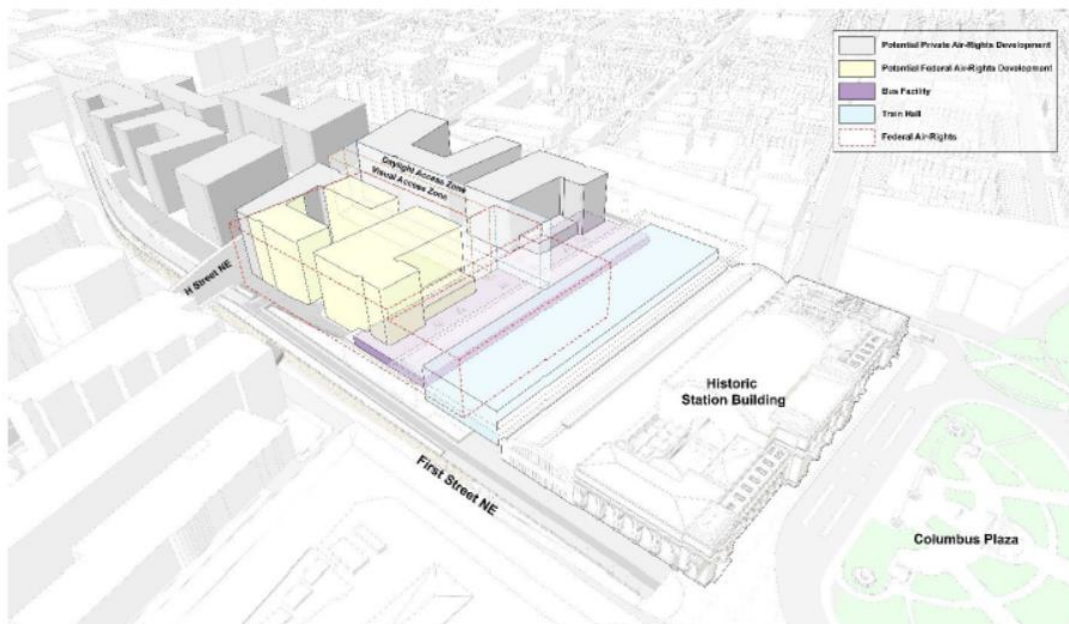 Potential Private Air-Rights Development
Potential Federal Air-Rights Development
Bus Facility
Train Hall
Federal Air-Rights
Daylight Access Zone
Visual Access Zone
H Street NE
Historic
Station Building
First Street NE
Columbus Plaza